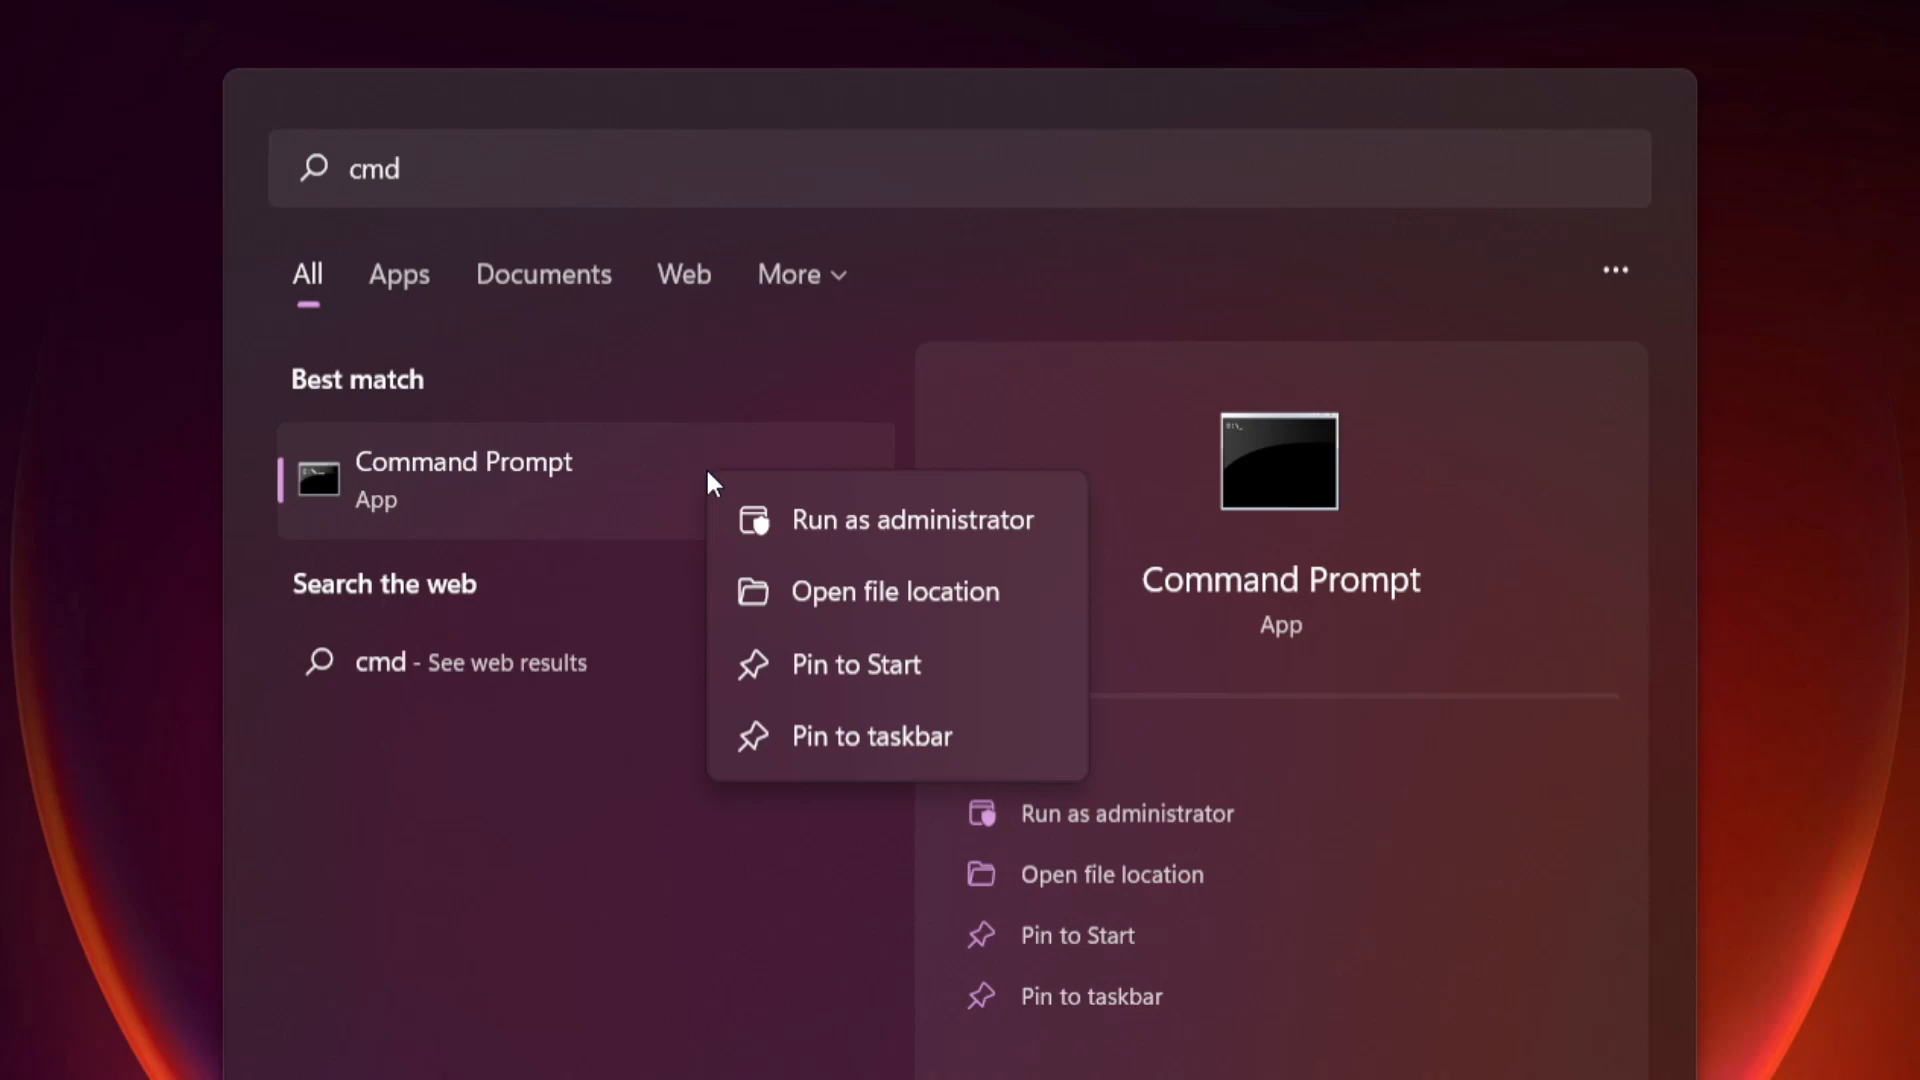 cmd
All Apps Documents Web More
Best match
Command Prompt
App
Search the web
cmd - See web results
Run as administrator
Open file location
Pin to Start
Pin to taskbar
Command Prompt
App
Run as administrator
Open file location
Pin to Start
Pin to taskbar